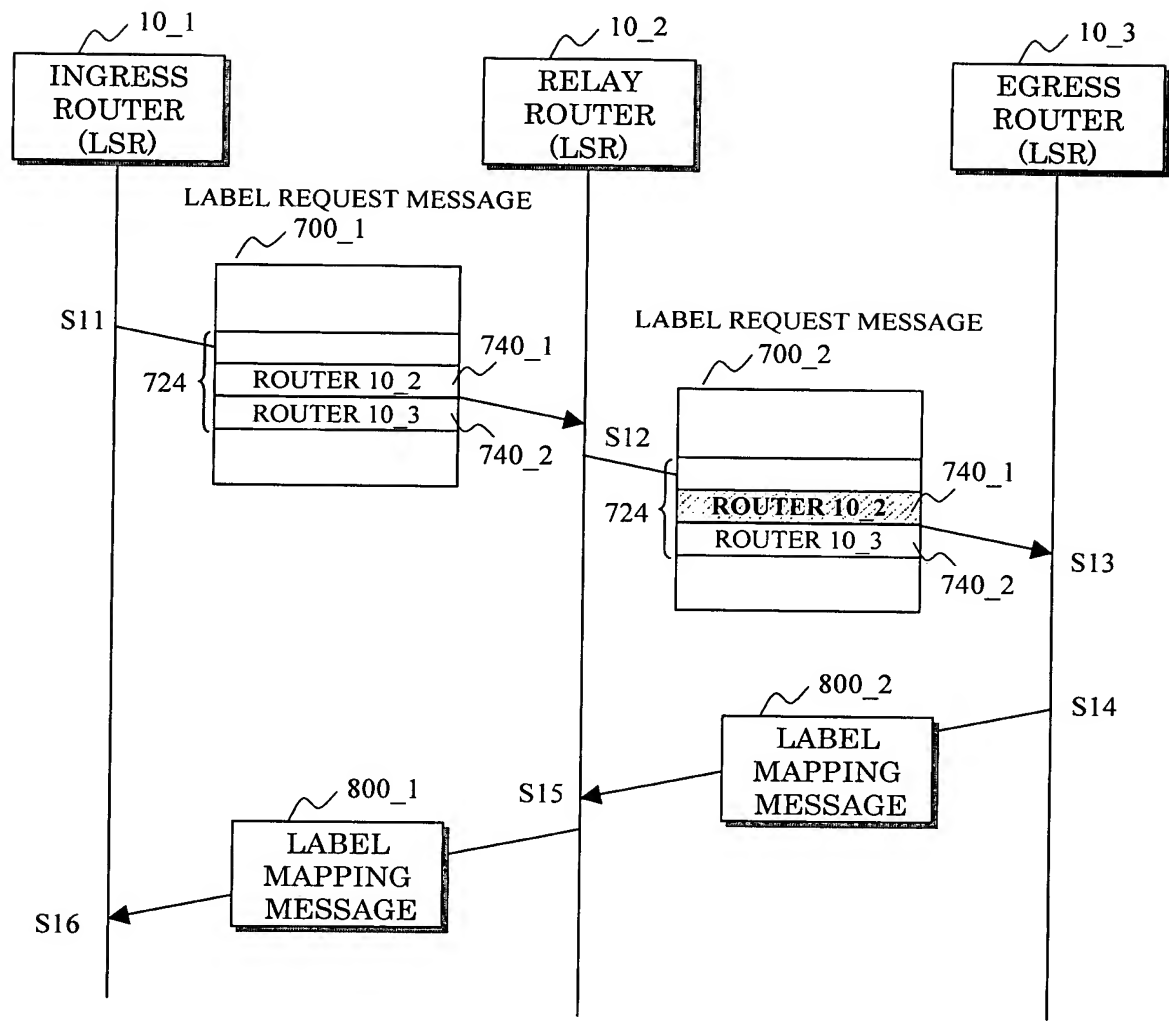 10_1
10_2
10_3
INGRESS
ROUTER
(LSR)
RELAY
ROUTER
(LSR)
EGRESS
ROUTER
(LSR)
LABEL REQUEST MESSAGE
700_1
S11
724
740_1
ROUTER 10_2
ROUTER 10_3
740_2
LABEL REQUEST MESSAGE
700_2
S12
724
740_1
ROUTER 10_2
ROUTER 10_3
740_2
S13
800_2
S14
LABEL
MAPPING
MESSAGE
S15
800_1
LABEL
MAPPING
MESSAGE
S16